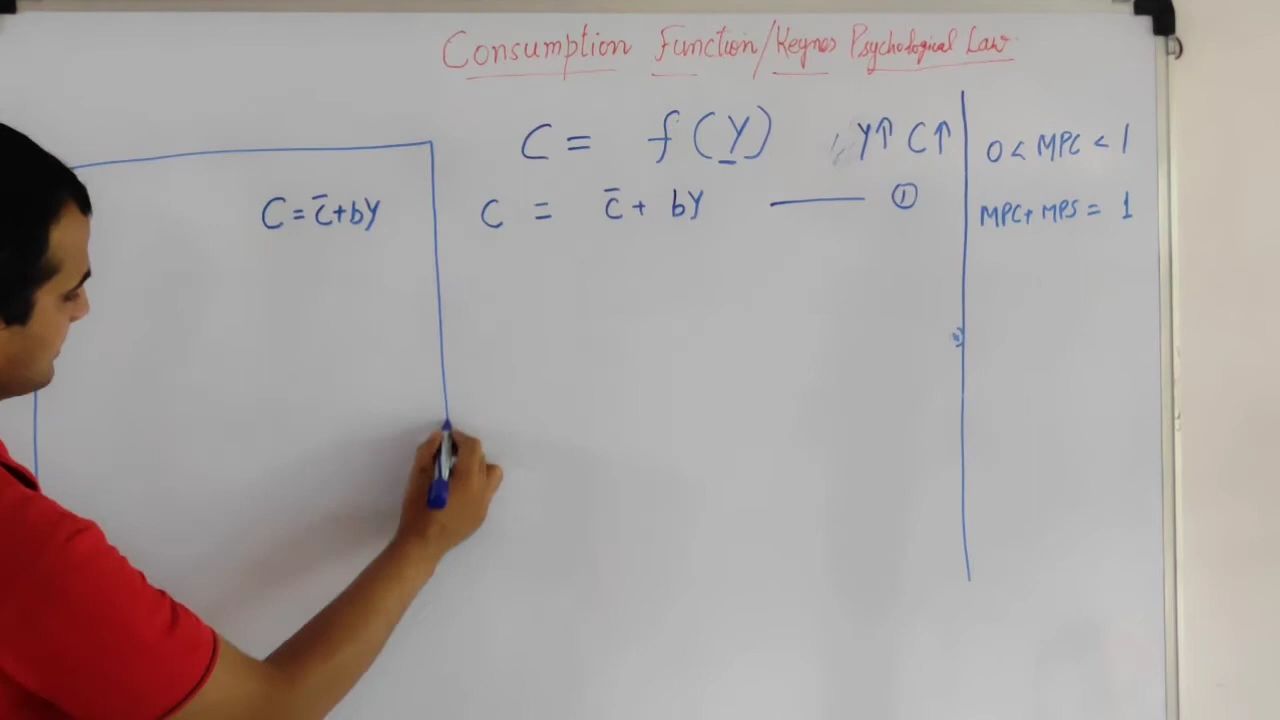 Consumption Function/Keynes Psychological Law
C = f(Y) Y↑ C↑
C = C̄ + bY ——— ①
C = C̄+bY
0 < MPC < 1
MPC+ MPS = 1